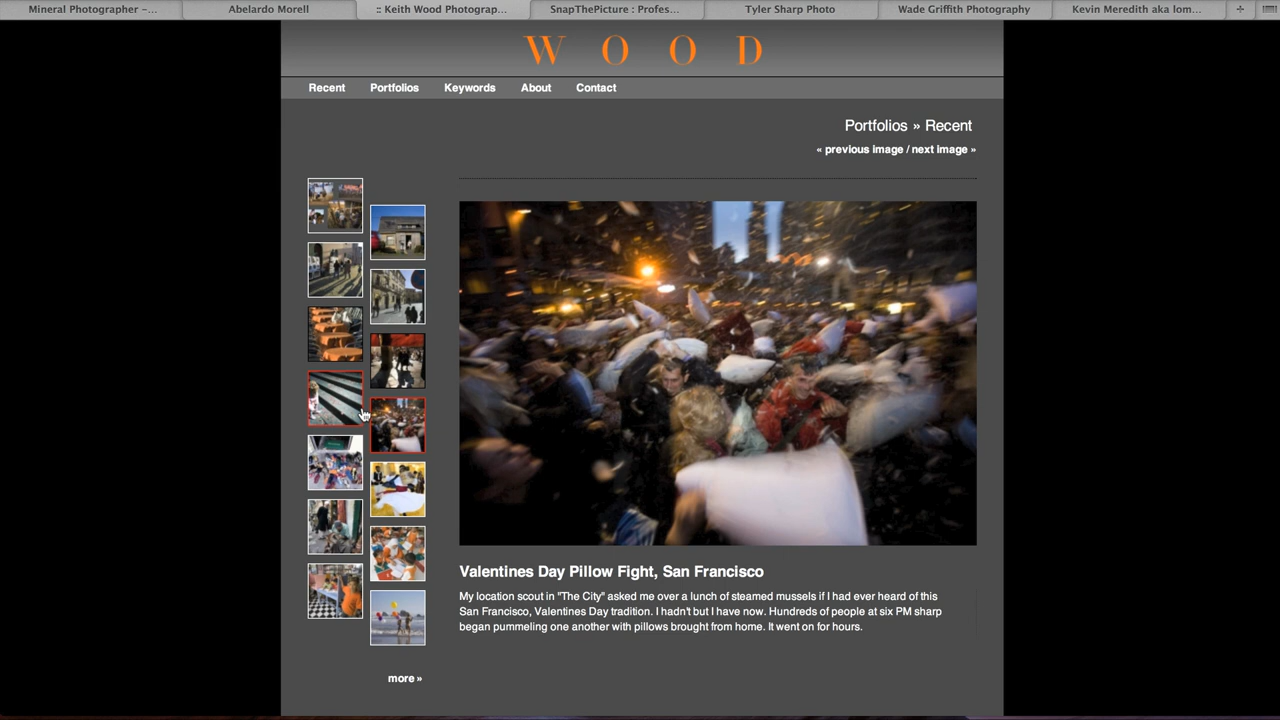 Mineral Photographer –...
Abelardo Morell
:: Keith Wood Photograp...
SnapThePicture : Profes...
Tyler Sharp Photo
Wade Griffith Photography
Kevin Meredith aka lom...
W O O D
Recent
Portfolios
Keywords
About
Contact
Portfolios » Recent
« previous image / next image »
Valentines Day Pillow Fight, San Francisco
My location scout in "The City" asked me over a lunch of steamed mussels if I had ever heard of this
San Francisco, Valentines Day tradition. I hadn't but I have now. Hundreds of people at six PM sharp
began pummeling one another with pillows brought from home. It went on for hours.
more »